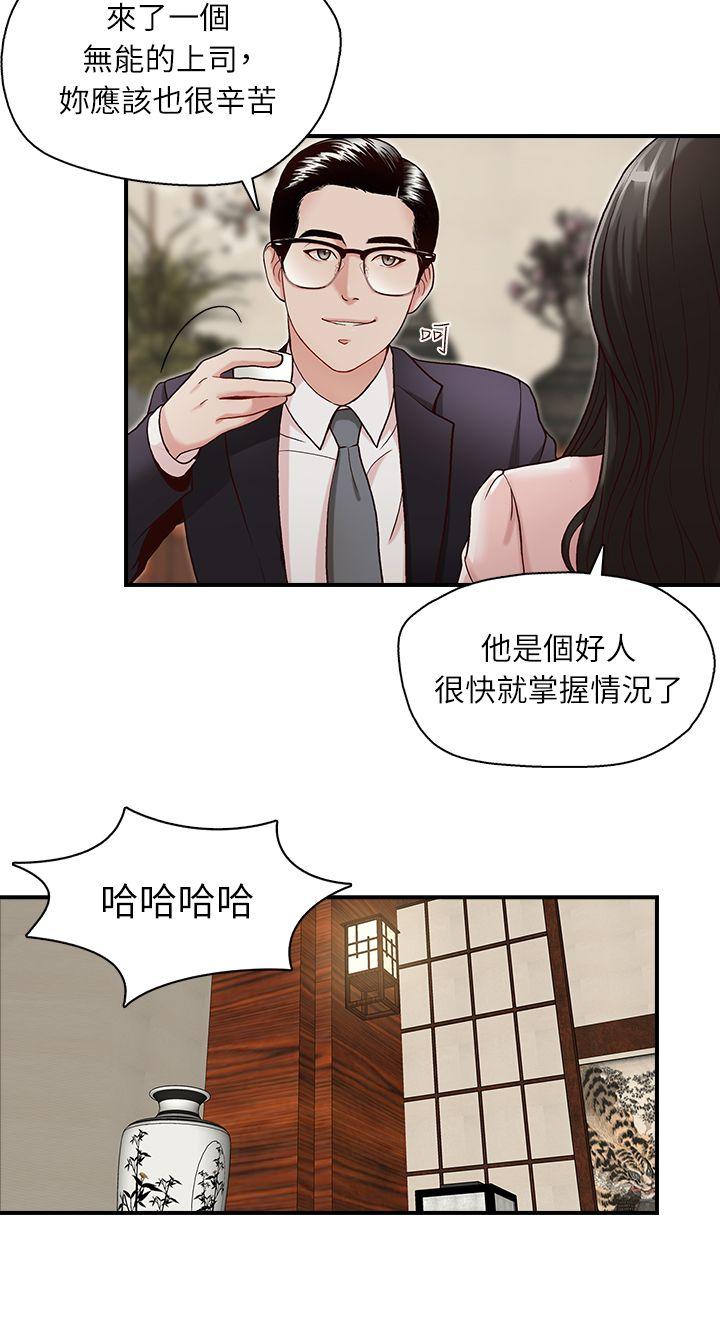 來了一個
無能的上司,
妳應該也很辛苦
呵
他是個好人
很快就掌握情況了
哈哈哈哈